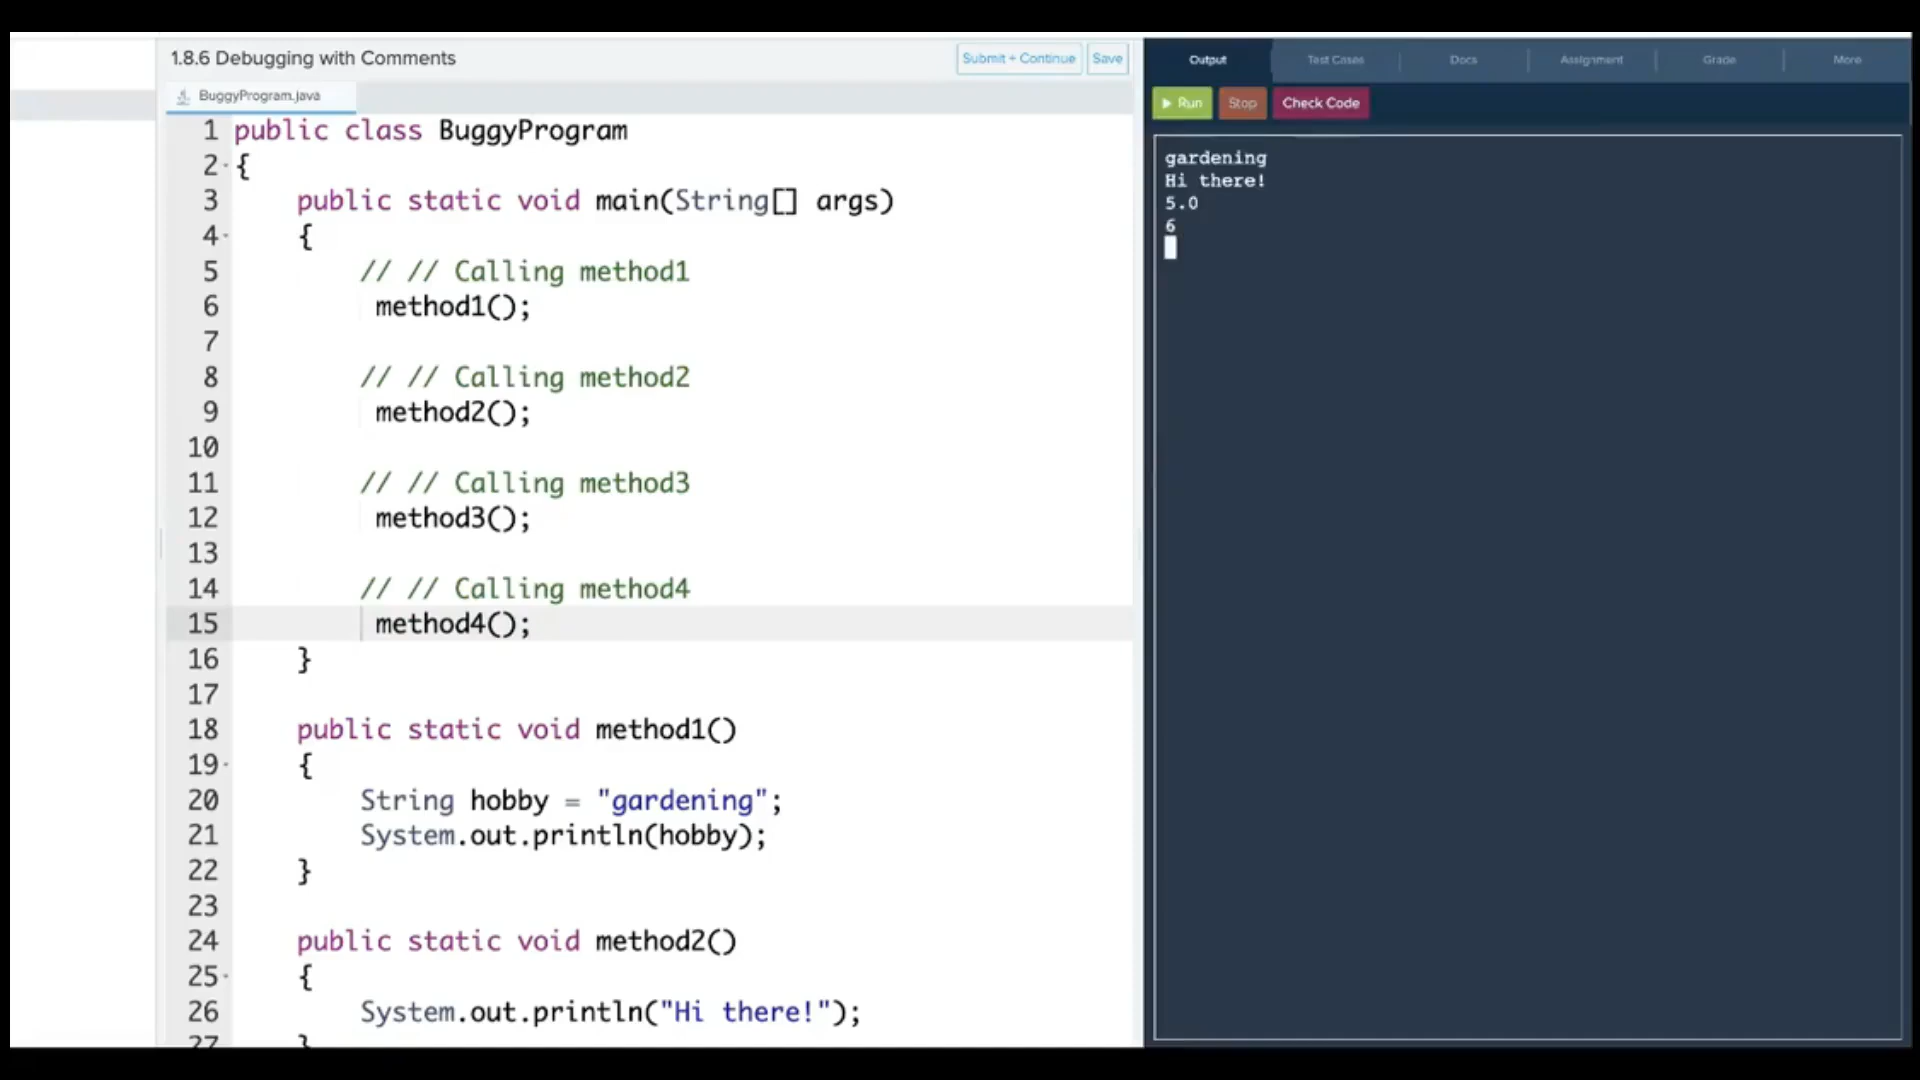 1.8.6 Debugging with Comments
Submit + Continue
Save
BuggyProgram.java
1 public class BuggyProgram
2 {
3 public static void main(String[] args)
4 {
5 // // Calling method1
6 method1();
7
8 // // Calling method2
9 method2();
10
11 // // Calling method3
12 method3();
13
14 // // Calling method4
15 method4();
16 }
17
18 public static void method1()
19 {
20 String hobby = "gardening";
21 System.out.println(hobby);
22 }
23
24 public static void method2()
25 {
26 System.out.println("Hi there!");
27 }
Output
Test Cases
Docs
Assignment
Grade
More
Run
Stop
Check Code
gardening
Hi there!
5.0
6